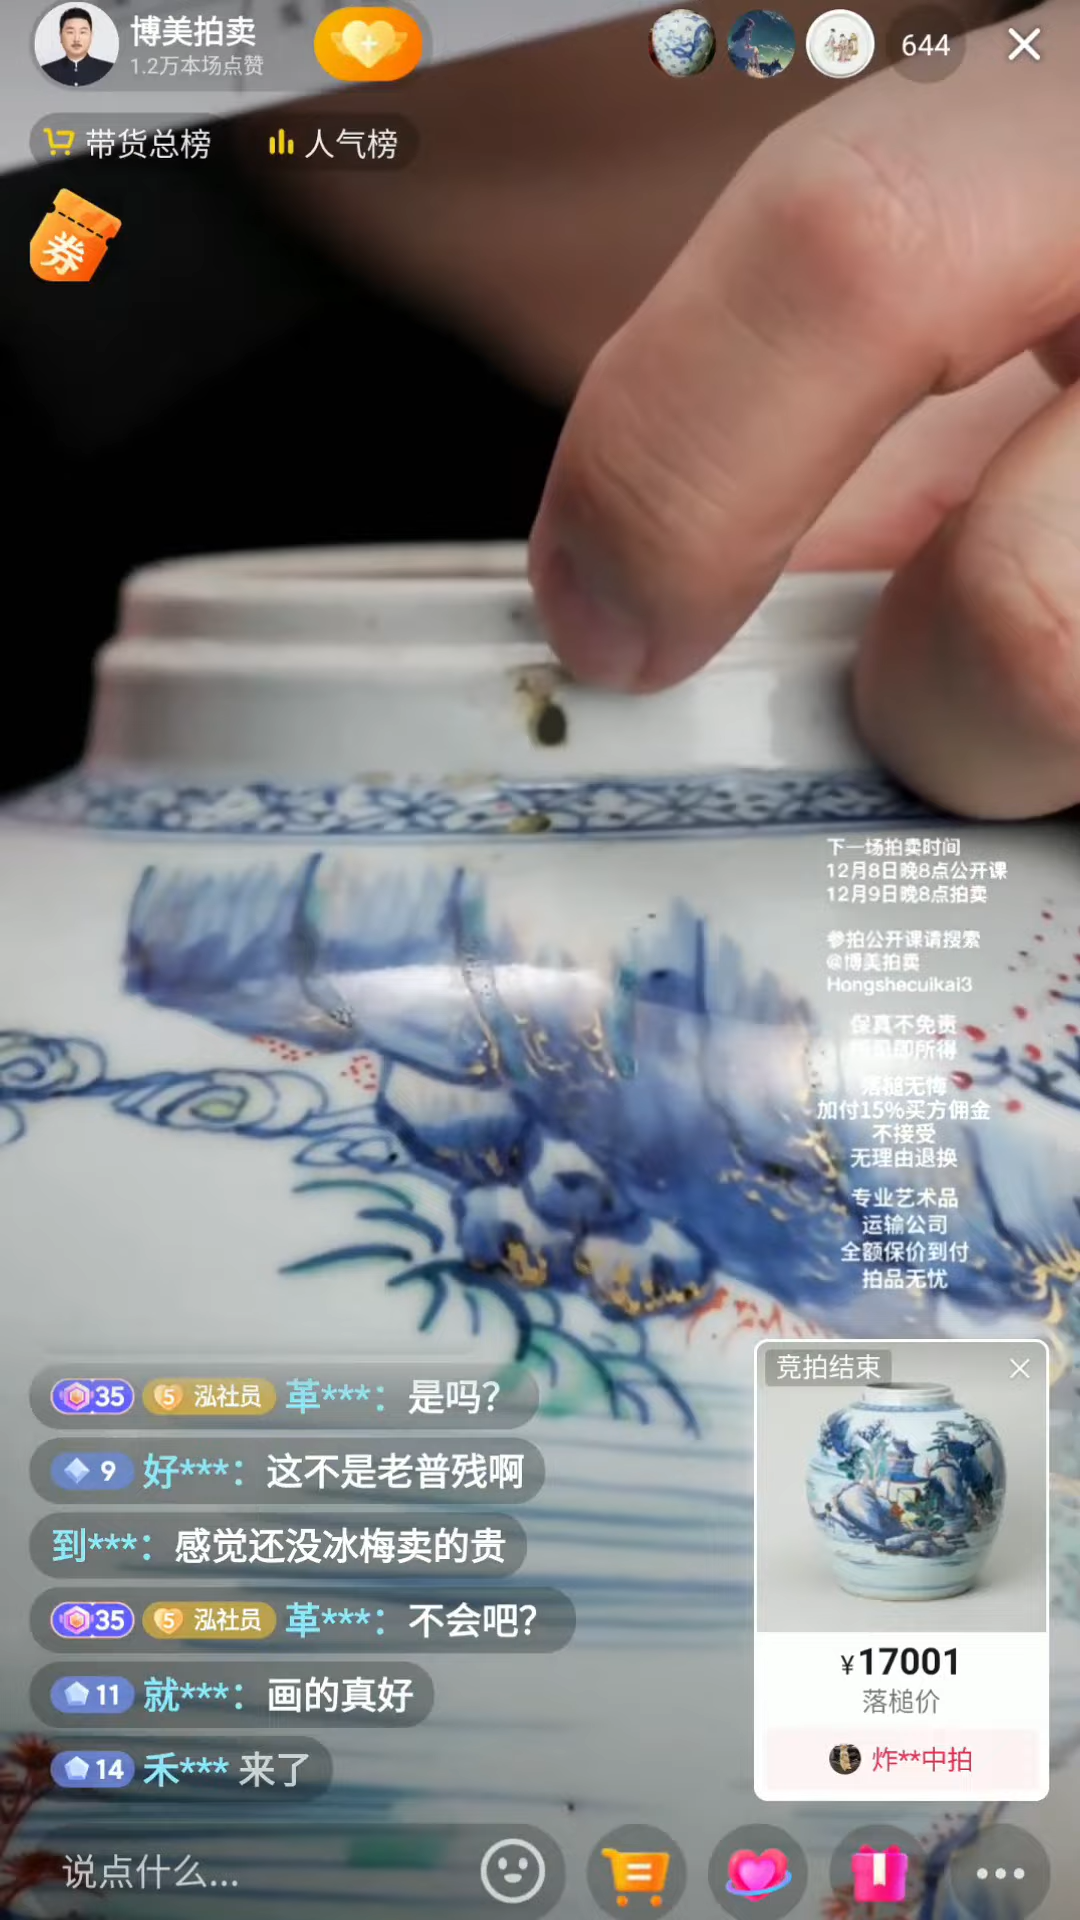 博美拍卖
1.2万本场点赞
644
带货总榜
人气榜
券
下一场拍卖时间
12月8日晚8点公开课
12月9日晚8点拍卖
参拍公开课请搜索
@博美拍卖
Hongshecuikai3
保真不免责
即所得
落槌无悔
加付15%买方佣金
不接受
无理由退换
专业艺术品
运输公司
全额保价到付
拍品无忧
35 5 泓社员 革***：是吗？
9 好***：这不是老普残啊
到***：感觉还没冰梅卖的贵
35 5 泓社员 革***：不会吧？
11 就***：画的真好
14 禾*** 来了
竞拍结束
¥17001
落槌价
炸**中拍
说点什么...